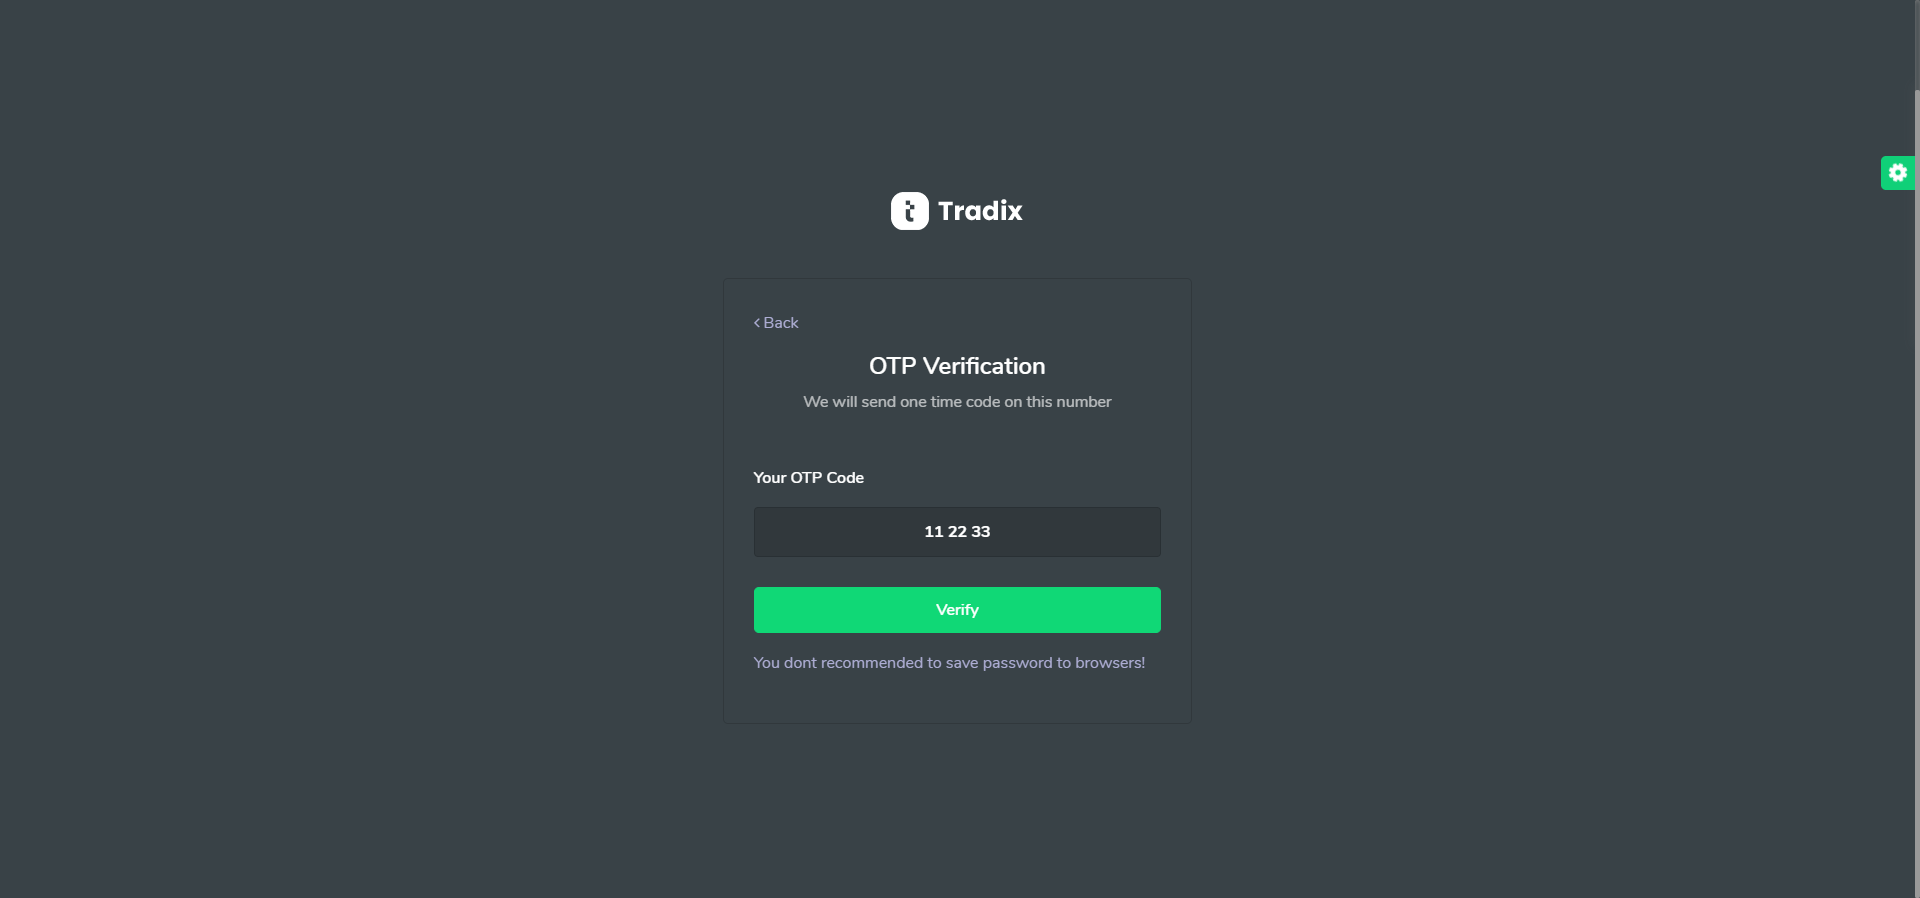 Tradix
Back
OTP Verification
We will send one time code on this number
Your OTP Code
11 22 33
Verify
You dont recommended to save password to browsers!